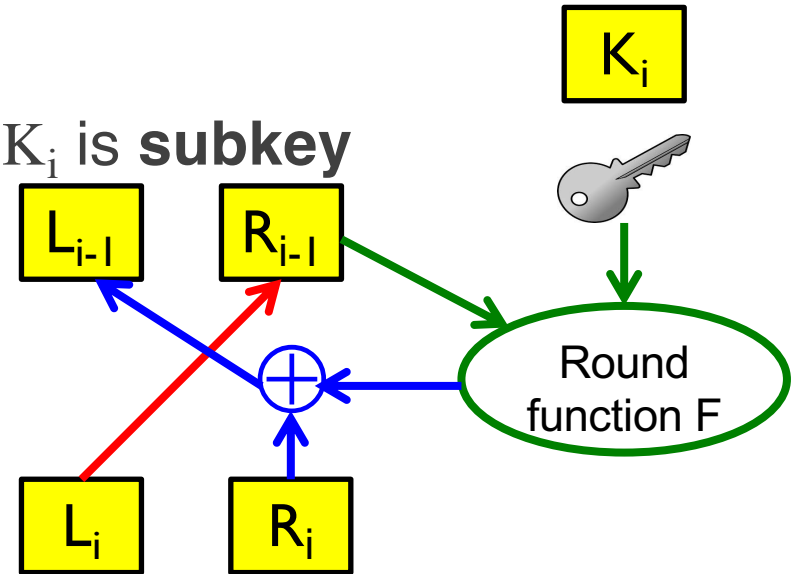 Kᵢ
Kᵢ is subkey
Lᵢ₋₁ Rᵢ₋₁
Round
function F
Lᵢ Rᵢ